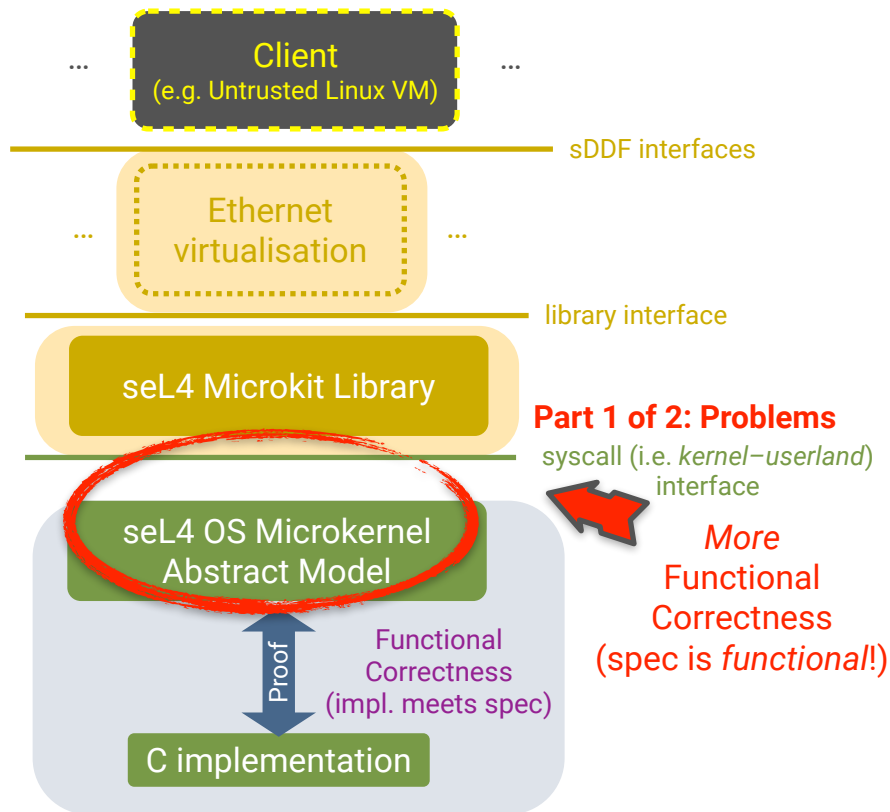 ...
Client
...
(e.g. Untrusted Linux VM)
sDDF interfaces
Ethernet
virtualisation
...
...
library interface
seL4 Microkit Library
Part 1 of 2: Problems
syscall (i.e. kernel–userland)
interface
seL4 OS Microkernel
Abstract Model
More
Functional
Correctness
(spec is functional!)
Proof
Functional
Correctness
(impl. meets spec)
C implementation